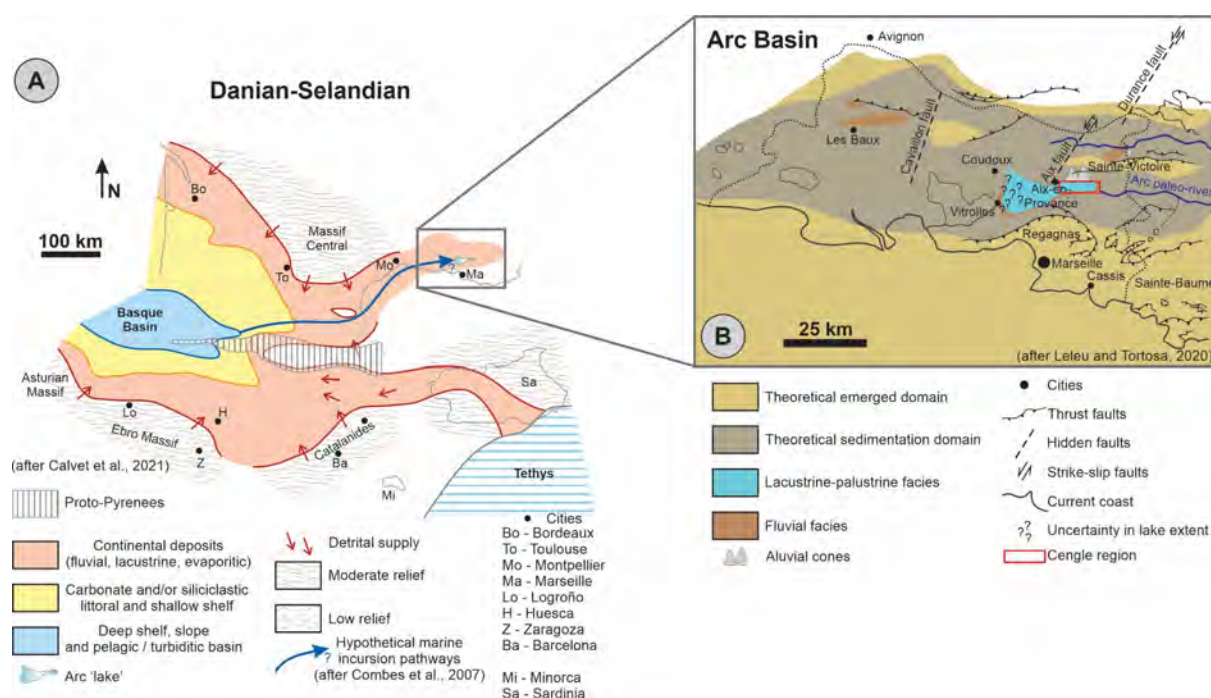 A
Danian-Selandian
N
100 km
Bo
Massif
Central
To
Mo
?
Ma
Basque
Basin
Asturian
Massif
Lo
H
Ebro Massif
Z
Catalanides
Ba
Sa
Mi
Tethys
(after Calvet et al., 2021)
Proto-Pyrenees
Continental deposits
(fluvial, lacustrine, evaporitic)
Carbonate and/or siliciclastic
littoral and shallow shelf
Deep shelf, slope
and pelagic / turbiditic basin
Arc 'lake'
Detrital supply
Moderate relief
Low relief
Hypothetical marine
? incursion pathways
(after Combes et al., 2007)
Cities
Bo - Bordeaux
To - Toulouse
Mo - Montpellier
Ma - Marseille
Lo - Logroño
H - Huesca
Z - Zaragoza
Ba - Barcelona
Mi - Minorca
Sa - Sardinia
Arc Basin
Avignon
Durance fault
Les Baux
Cavaillon fault
Coudoux
Aix fault
Sainte-Victoire
? ? ? ? ? ? ?
Aix-en-
Provance
Arc paleo-river
Vitrolles
Regagnas
Marseille
Cassis
Sainte-Baume
25 km
B
(after Leleu and Tortosa, 2020)
Theoretical emerged domain
Theoretical sedimentation domain
Lacustrine-palustrine facies
Fluvial facies
Aluvial cones
Cities
Thrust faults
Hidden faults
Strike-slip faults
Current coast
?? Uncertainty in lake extent
??
Cengle region